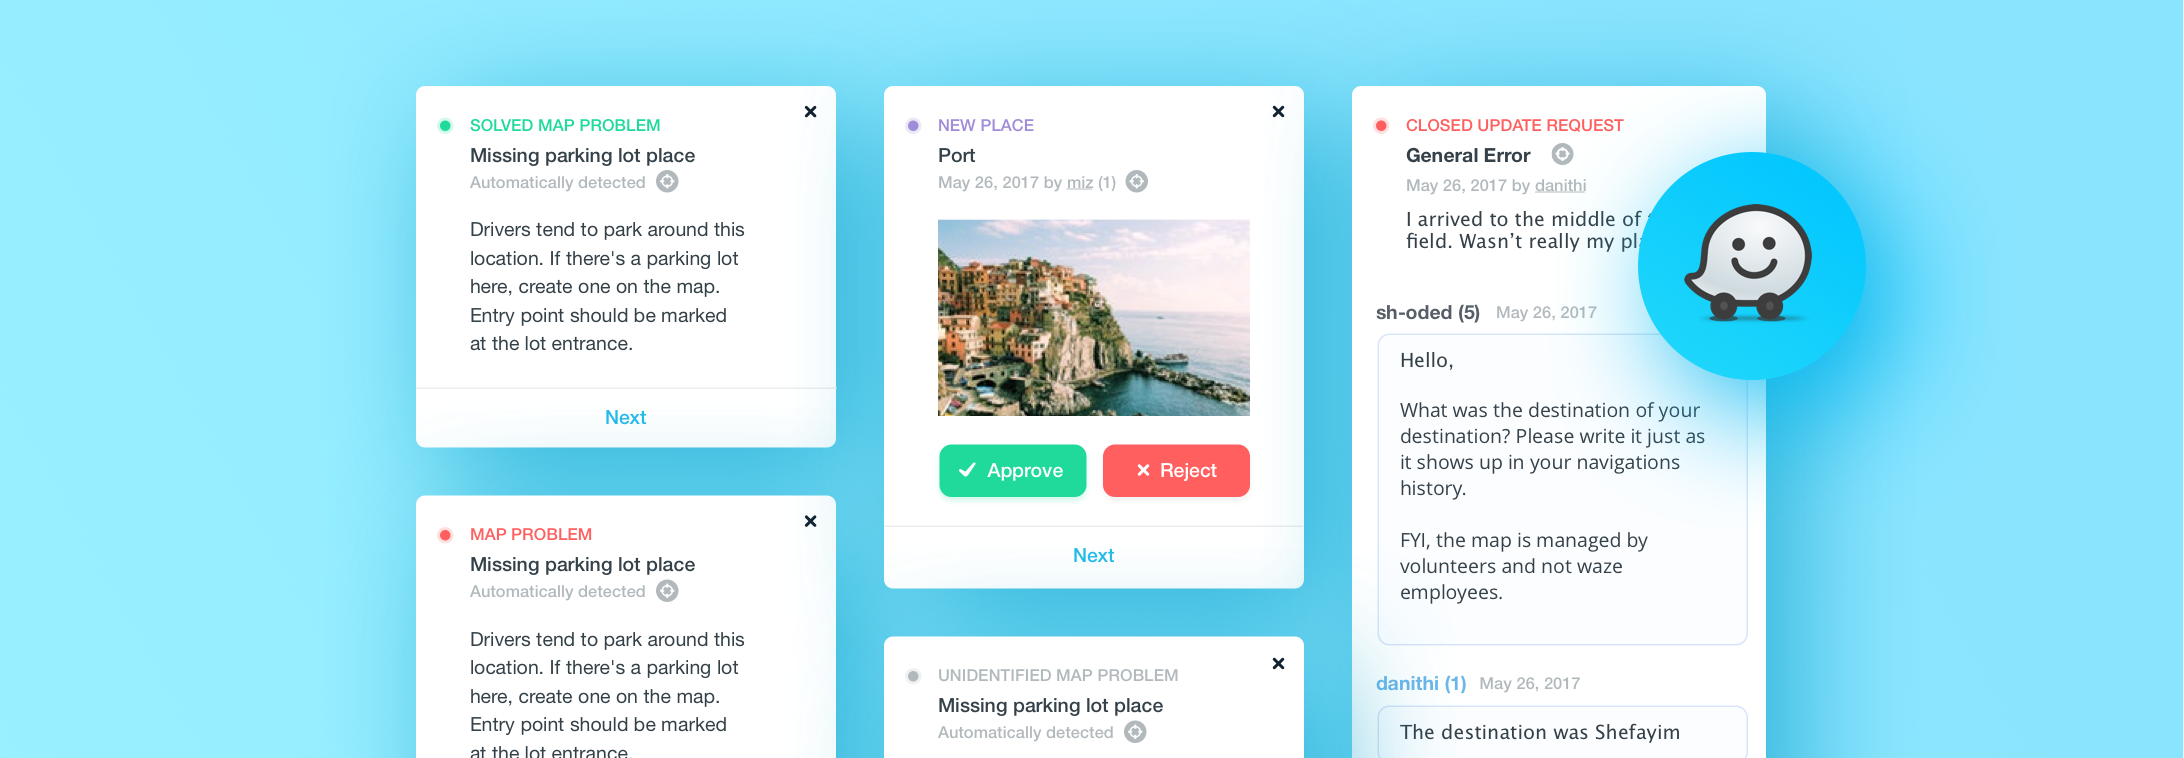 SOLVED MAP PROBLEM
Missing parking lot place
Automatically detected
Drivers tend to park around this
location. If there's a parking lot
here, create one on the map.
Entry point should be marked
at the lot entrance.
Next
MAP PROBLEM
Missing parking lot place
Automatically detected
Drivers tend to park around this
location. If there's a parking lot
here, create one on the map.
Entry point should be marked
at the lot entrance.
NEW PLACE
Port
May 26, 2017 by miz (1)
Approve
Reject
Next
UNIDENTIFIED MAP PROBLEM
Missing parking lot place
Automatically detected
CLOSED UPDATE REQUEST
General Error
May 26, 2017 by danithi
I arrived to the middle of
field. Wasn’t really my
sh-oded (5) May 26, 2017
Hello,
What was the destination of your
destination? Please write it just as
it shows up in your navigations
history.
FYI, the map is managed by
volunteers and not waze
employees.
danithi (1) May 26, 2017
The destination was Shefayim